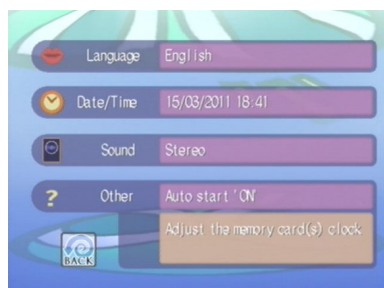 Language English
Date/Time 15/03/2011 18:41
Sound Stereo
? Other Auto start 'ON'
Adjust the memory card(s) clock
BACK